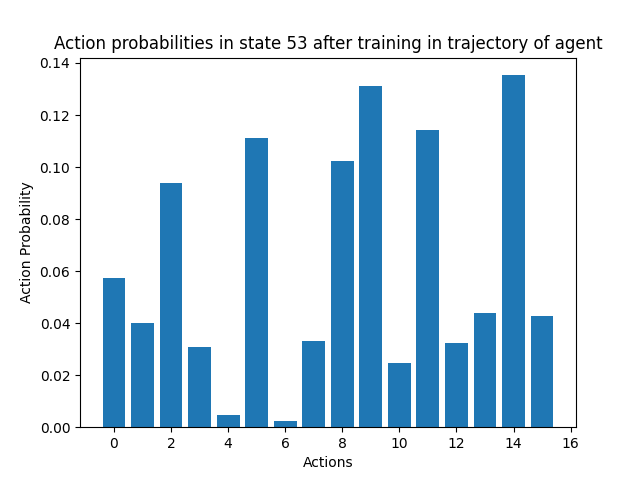 Action probabilities in state 53 after training in trajectory of agent
0.14
0.12
0.10
0.08
0.06
0.04
0.02
0.00
Action Probability
0 2 4 6 8 10 12 14 16
Actions